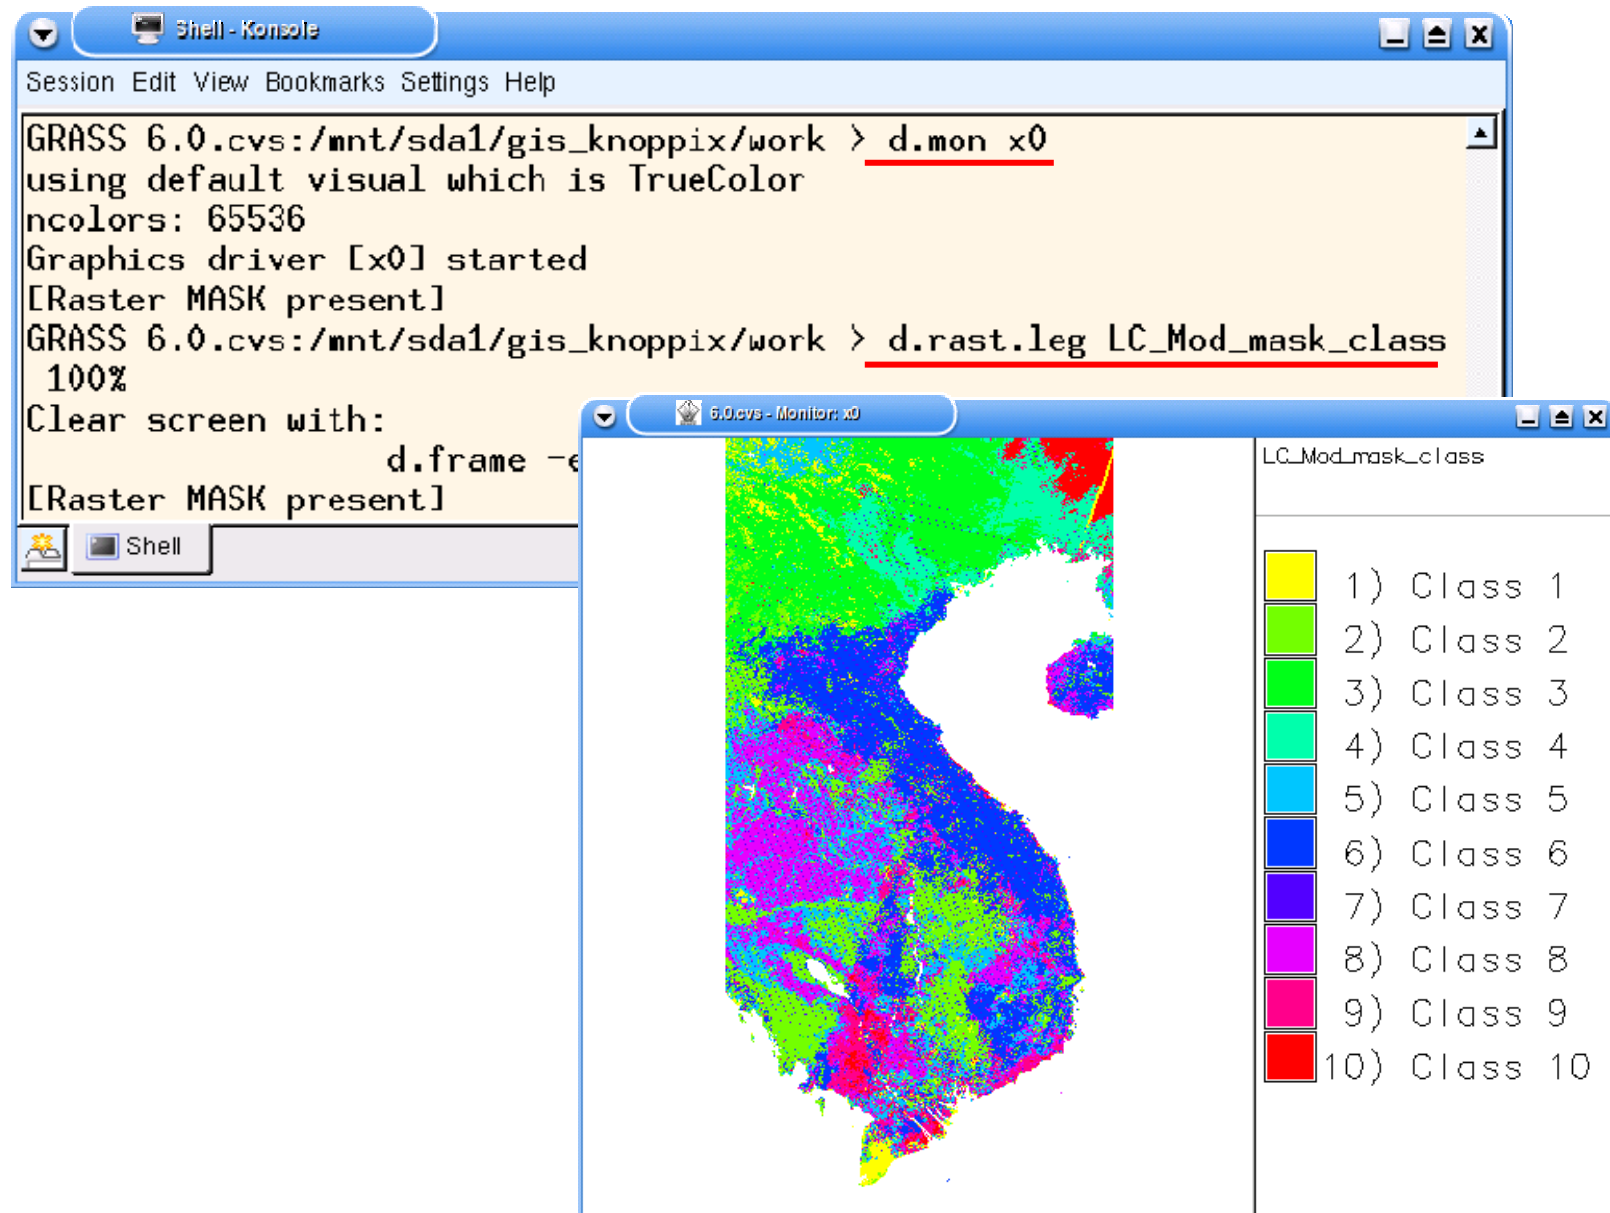 Shell - Konsole
Session Edit View Bookmarks Settings Help
GRASS 6.0.cvs:/mnt/sda1/gis_knoppix/work > d.mon x0
using default visual which is TrueColor
ncolors: 65536
Graphics driver [x0] started
[Raster MASK present]
GRASS 6.0.cvs:/mnt/sda1/gis_knoppix/work > d.rast.leg LC_Mod_mask_class
100%
Clear screen with:
d.frame -e
[Raster MASK present]
Shell
6.0.cvs - Monitor: x0
LC_Mod_mask_class
1) Class 1
2) Class 2
3) Class 3
4) Class 4
5) Class 5
6) Class 6
7) Class 7
8) Class 8
9) Class 9
10) Class 10